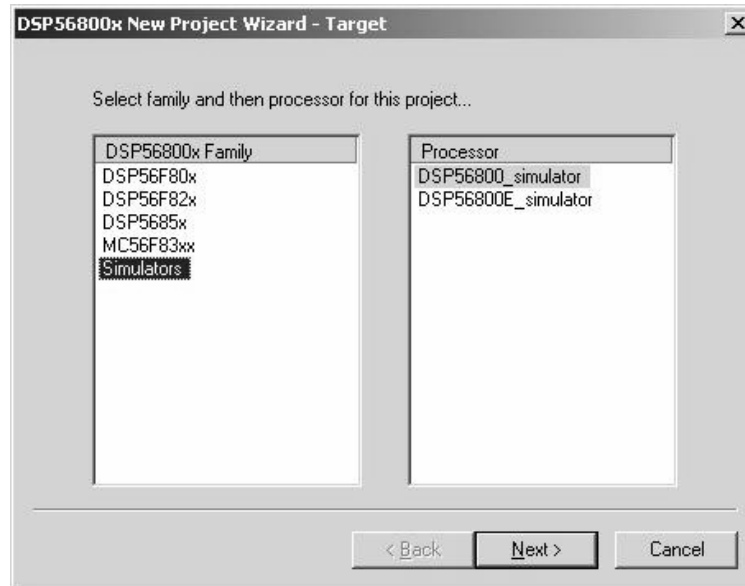 DSP56800x New Project Wizard - Target
Select family and then processor for this project...
DSP56800x Family
DSP56F80x
DSP56F82x
DSP5685x
MC56F83xx
Simulators
Processor
DSP56800_simulator
DSP56800E_simulator
< Back
Next >
Cancel